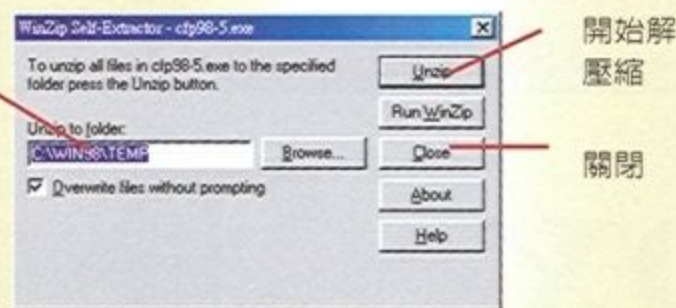 WinZip Self-Extractor - cfp98-5.exe
To unzip all files in cfp98-5.exe to the specified
folder press the Unzip button.
Unzip to folder:
C:\WIN98\TEMP
Browse...
Overwrite files without prompting
Unzip
Run WinZip
Close
About
Help
開始解
壓縮
關閉